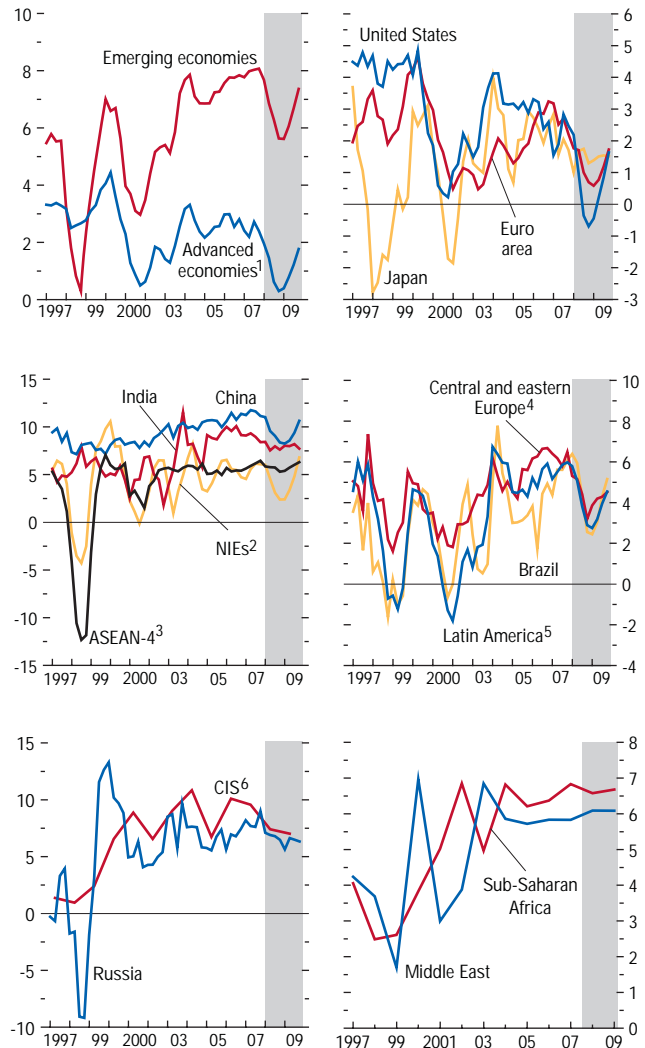 10
8
6
4
2
0
Emerging economies
Advanced
economies1
1997 99 2000 03 05 07 09
6
5
4
3
2
1
0
-1
-2
-3
United States
Euro
area
Japan
1997 99 2000 03 05 07 09
15
10
5
0
-5
-10
-15
India
China
NIEs2
ASEAN-43
1997 99 2000 03 05 07 09
10
8
6
4
2
0
-2
-4
Central and eastern
Europe4
Brazil
Latin America5
1997 99 2001 03 05 07 09
15
10
5
0
-5
-10
CIS6
Russia
1997 99 2000 03 05 07 09
8
7
6
5
4
3
2
1
0
Sub-Saharan
Africa
Middle East
1997 99 2001 03 05 07 09